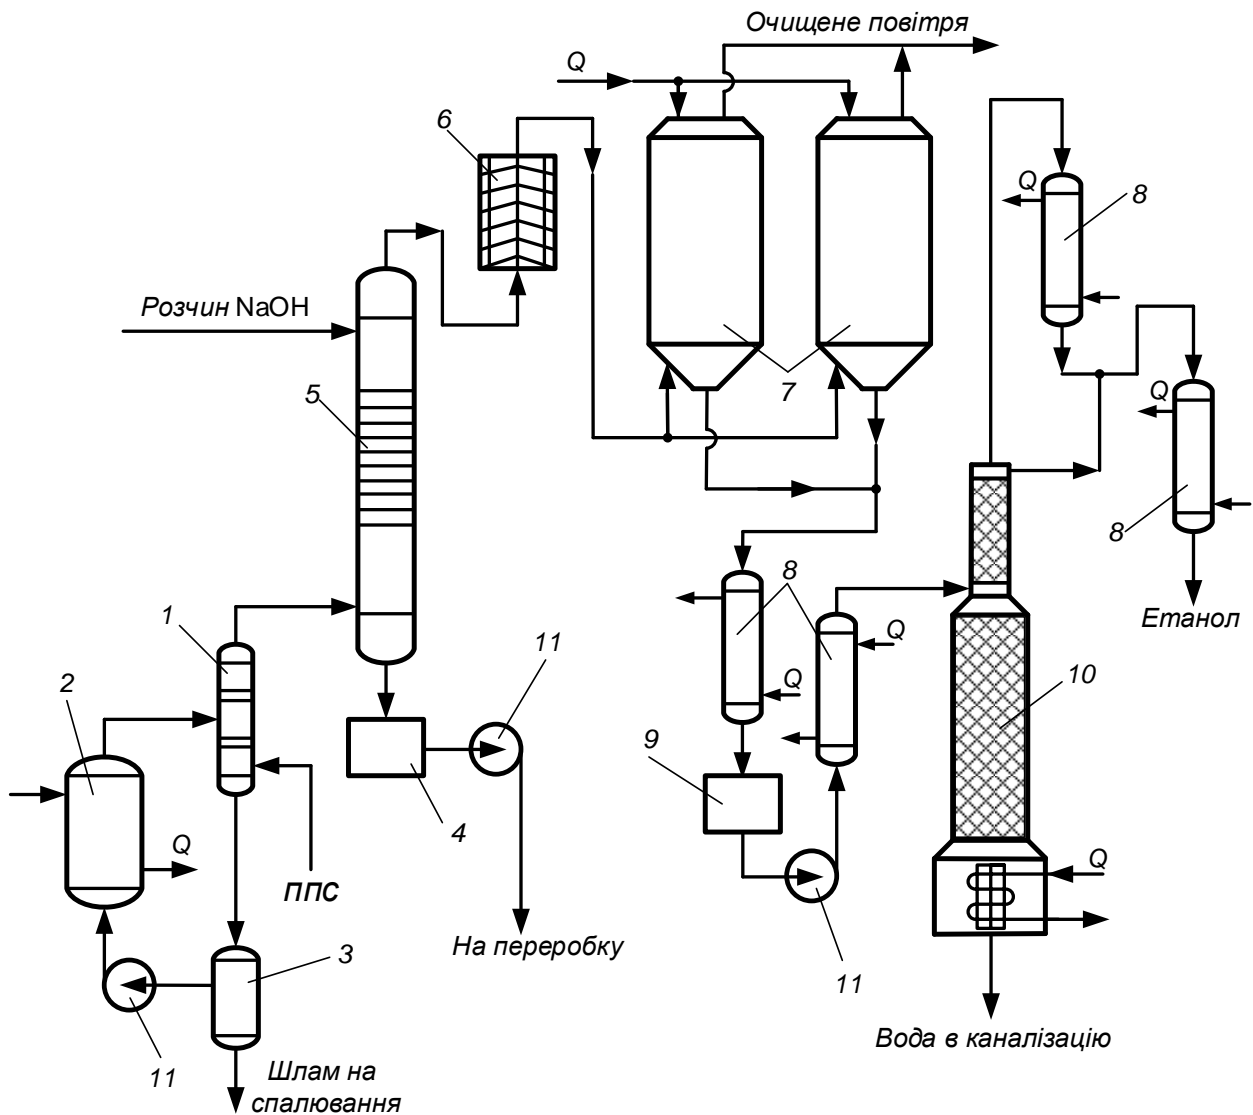 Очищене повітря
Q
6
Q
8
Розчин NaOH
5
7
Q
8
8
Етанол
1
11
Q
2
Q
10
9
4
Q
Q
ППС
На переробку
3
11
11
Вода в каналізацію
Шлам на
спалювання